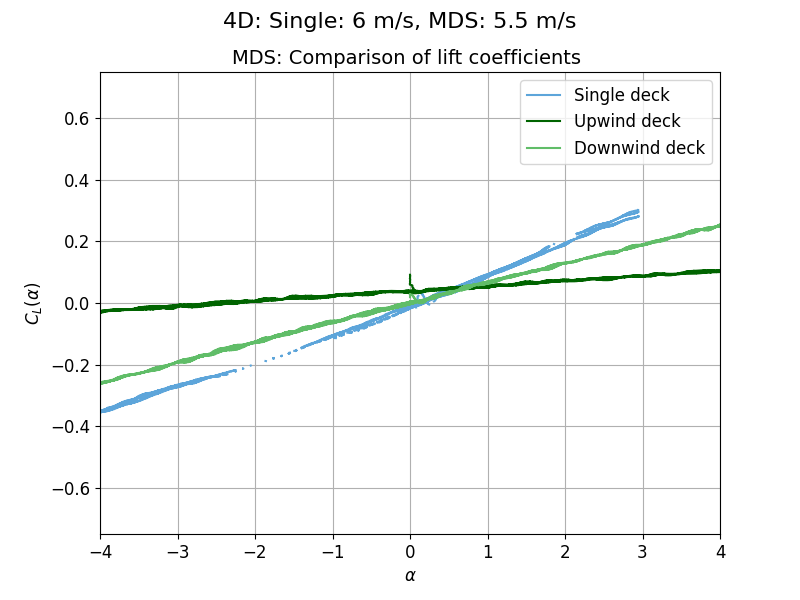 4D: Single: 6 m/s, MDS: 5.5 m/s
MDS: Comparison of lift coefficients
Single deck
Upwind deck
Downwind deck
0.6
0.4
0.2
0.0
−0.2
−0.4
−0.6
C_L(α)
−4 −3 −2 −1 0 1 2 3 4
α